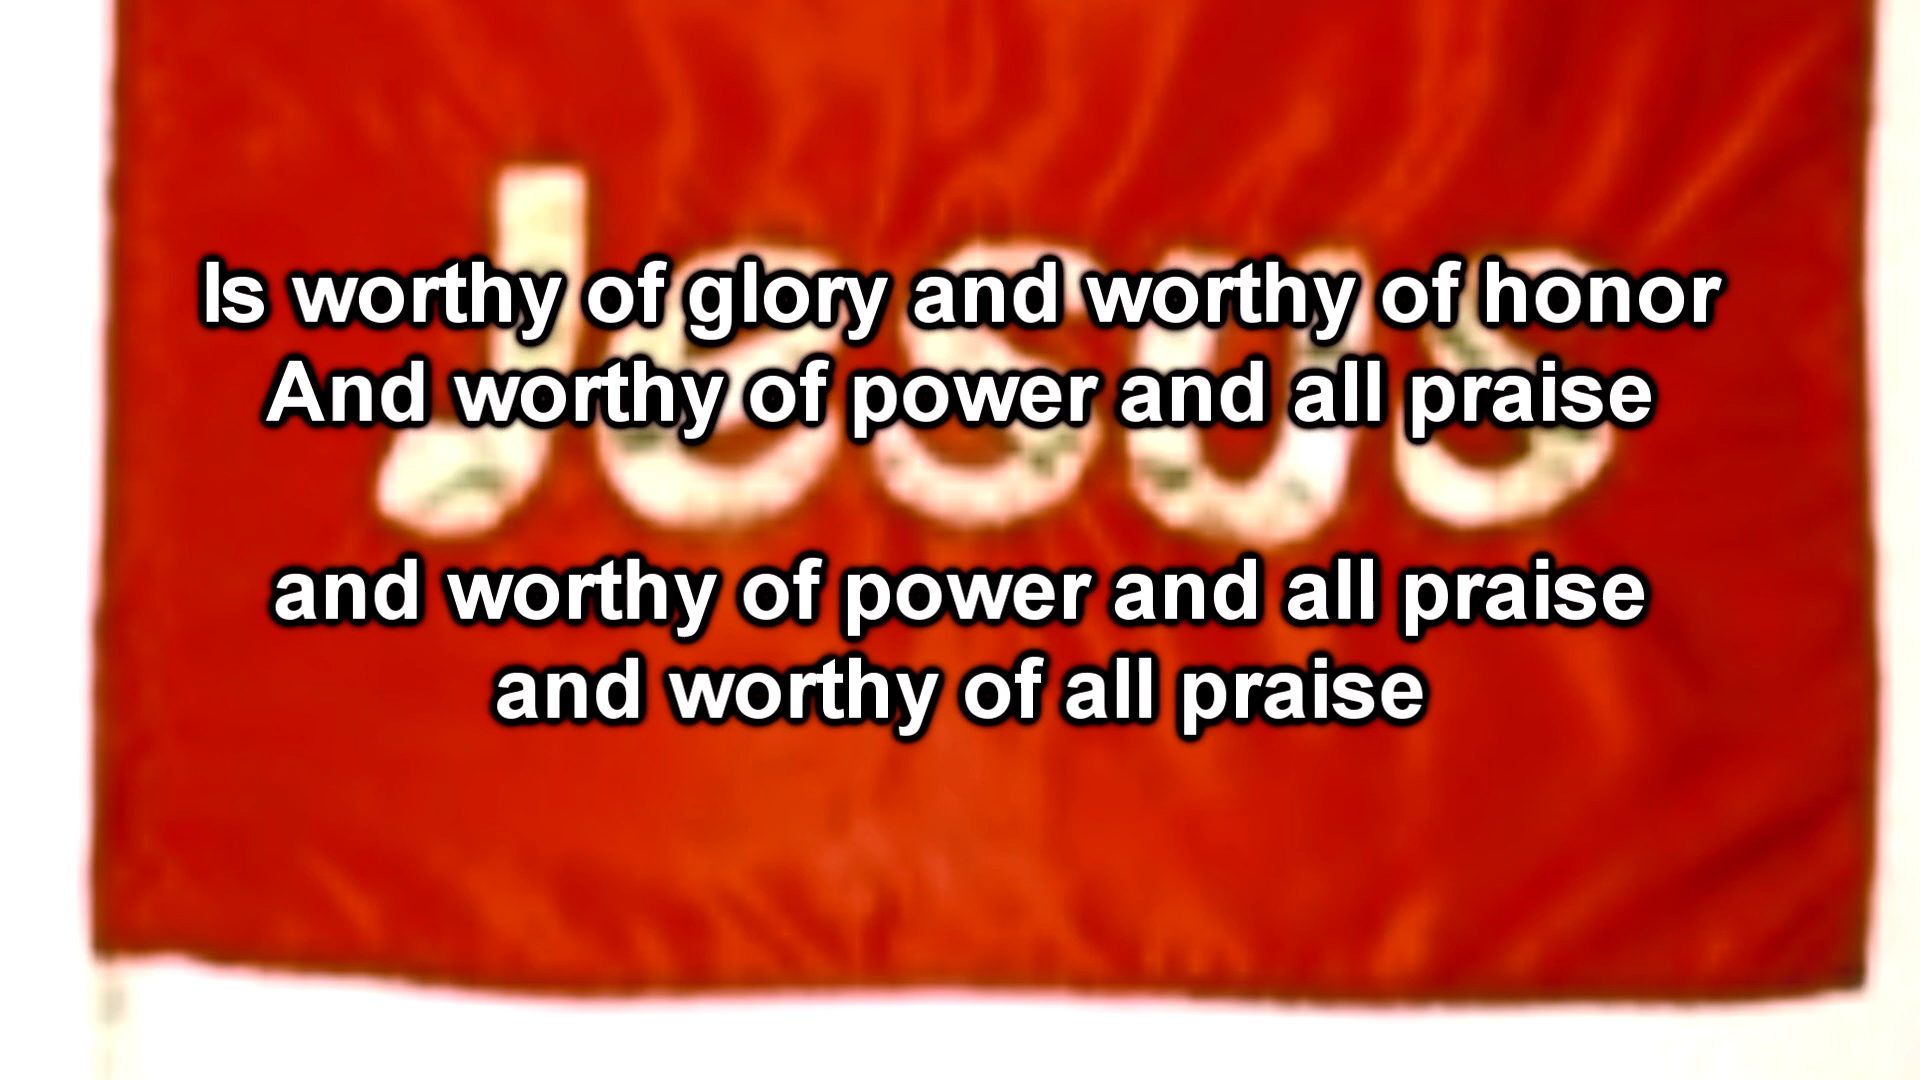 Jesus
Is worthy of glory and worthy of honor
And worthy of power and all praise
and worthy of power and all praise
and worthy of all praise